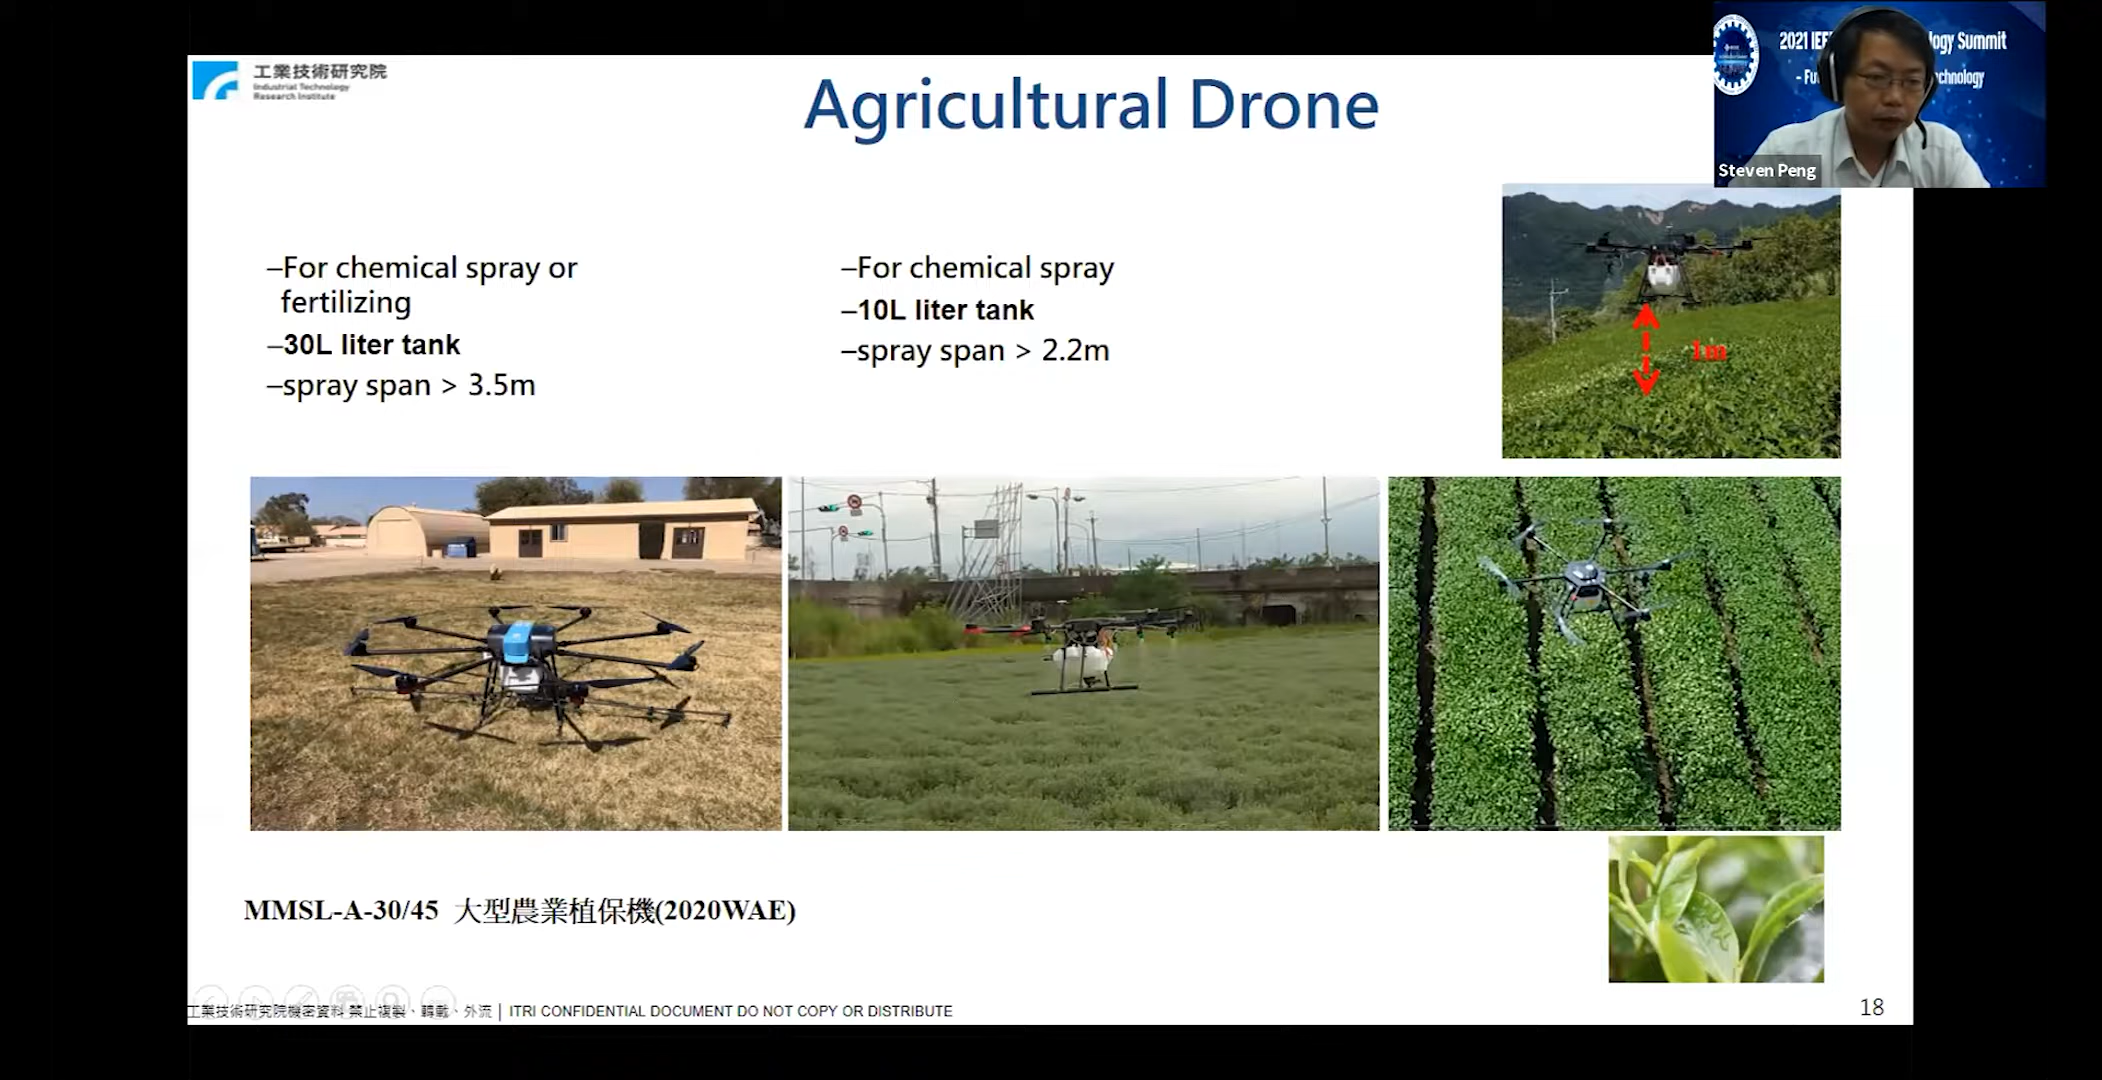 工業技術研究院
Industrial Technology
Research Institute
Agricultural Drone
2021 IEE
logy Summit
- Fu
chnology
Steven Peng
–For chemical spray or
fertilizing
–30L liter tank
–spray span > 3.5m
–For chemical spray
–10L liter tank
–spray span > 2.2m
1m
MMSL-A-30/45 大型農業植保機(2020WAE)
工業技術研究院機密資料 禁止複製、轉載、外流 | ITRI CONFIDENTIAL DOCUMENT DO NOT COPY OR DISTRIBUTE
18